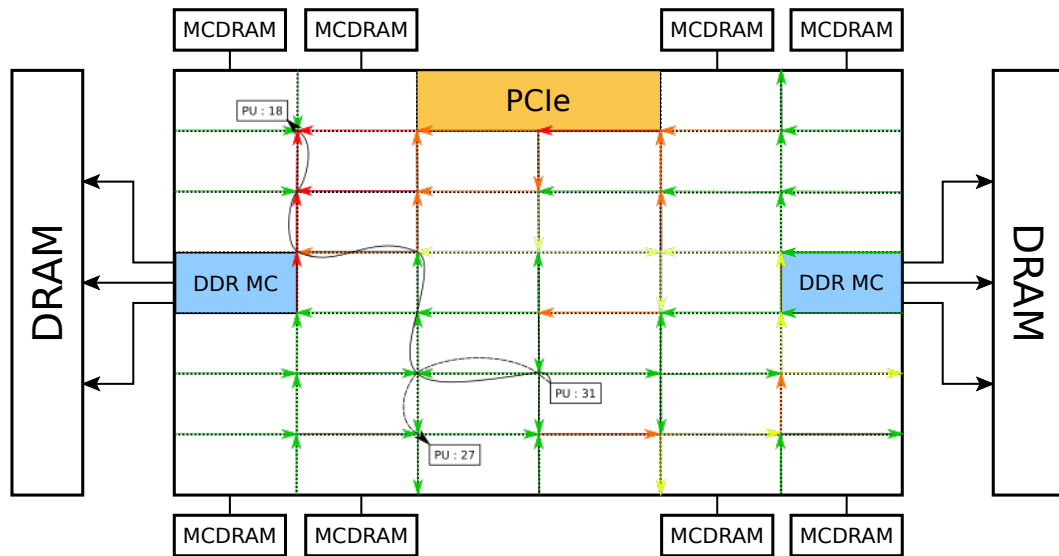 MCDRAM
MCDRAM
MCDRAM
MCDRAM
PCIe
PU : 18
DRAM
DDR MC
DDR MC
DRAM
PU : 31
PU : 27
MCDRAM
MCDRAM
MCDRAM
MCDRAM